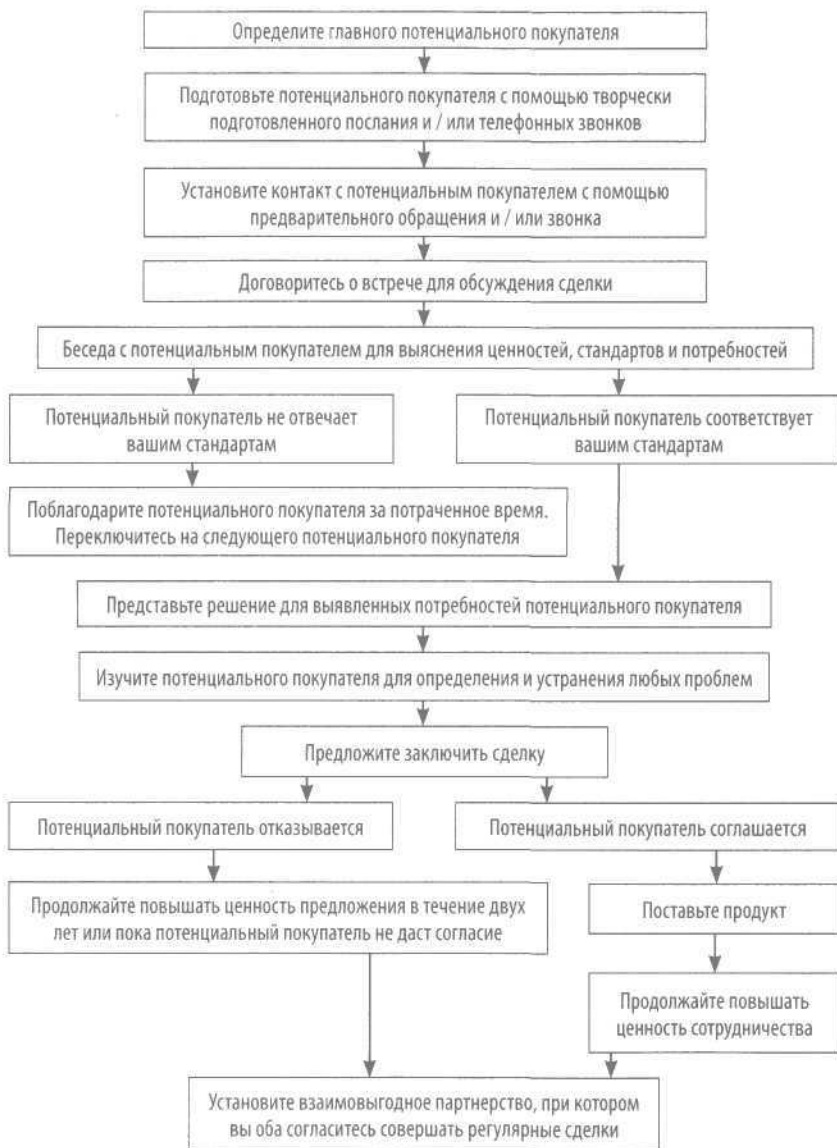 Определите главного потенциального покупателя
Подготовьте потенциального покупателя с помощью творчески
подготовленного послания и / или телефонных звонков
Установите контакт с потенциальным покупателем с помощью
предварительного обращения и / или звонка
Договоритесь о встрече для обсуждения сделки
Беседа с потенциальным покупателем для выяснения ценностей, стандартов и потребностей
Потенциальный покупатель не отвечает
вашим стандартам
Потенциальный покупатель соответствует
вашим стандартам
Поблагодарите потенциального покупателя за потраченное время.
Переключитесь на следующего потенциального покупателя
Представьте решение для выявленных потребностей потенциального покупателя
Изучите потенциального покупателя для определения и устранения любых проблем
Предложите заключить сделку
Потенциальный покупатель отказывается
Потенциальный покупатель соглашается
Продолжайте повышать ценность предложения в течение двух
лет или пока потенциальный покупатель не даст согласие
Поставьте продукт
Продолжайте повышать
ценность сотрудничества
Установите взаимовыгодное партнерство, при котором
вы оба согласитесь совершать регулярные сделки